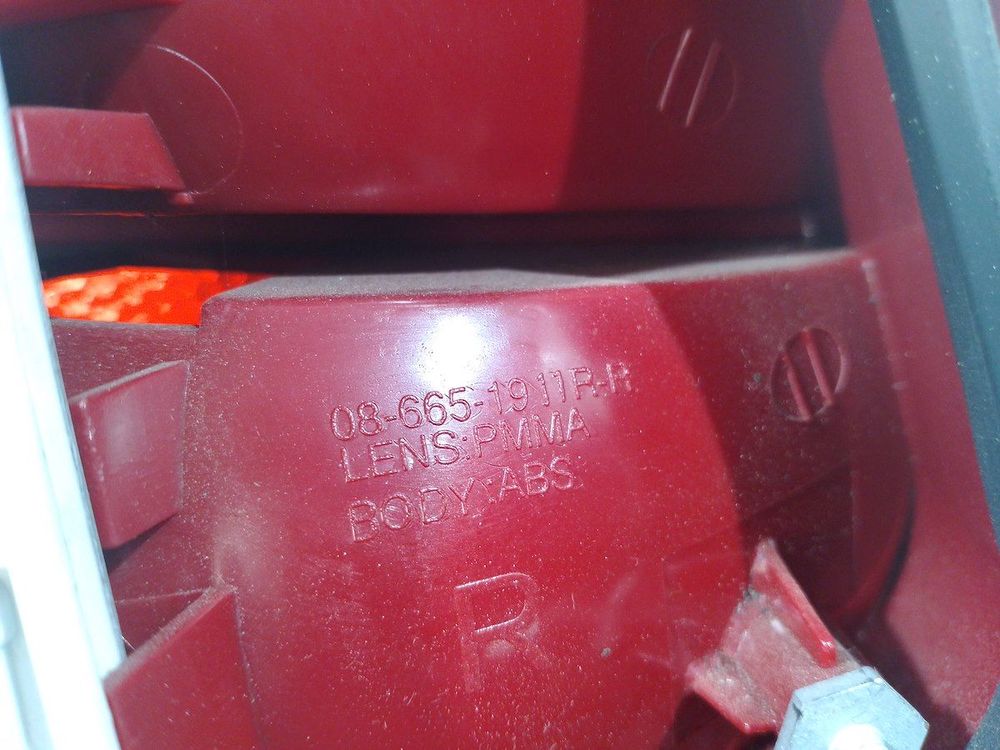 08-665-1911R-R
LENS:PMMA
BODY:ABS
R